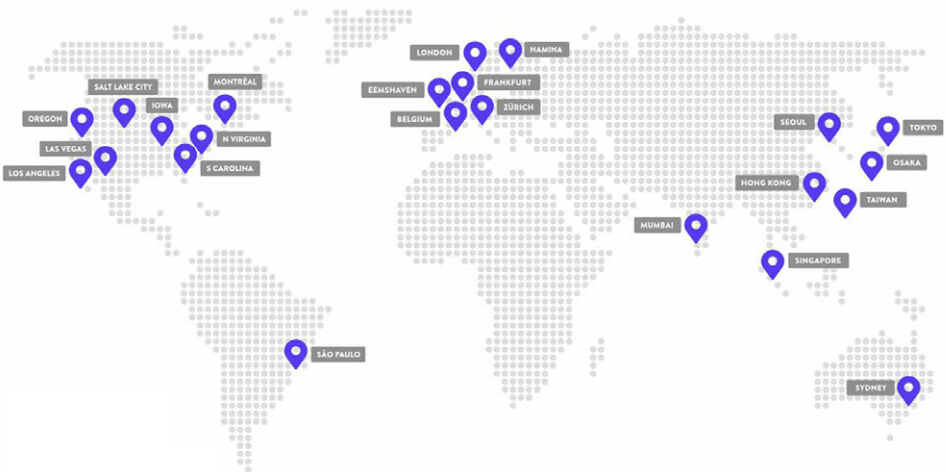 LONDON
HAMINA
SALT LAKE CITY
MONTRÉAL
FRANKFURT
EEMSHAVEN
IOWA
ZÜRICH
OREGON
BELGIUM
SEOUL
TOKYO
N VIRGINIA
LAS VEGAS
OSAKA
S CAROLINA
LOS ANGELES
HONG KONG
TAIWAN
MUMBAI
SINGAPORE
SÃO PAULO
SYDNEY